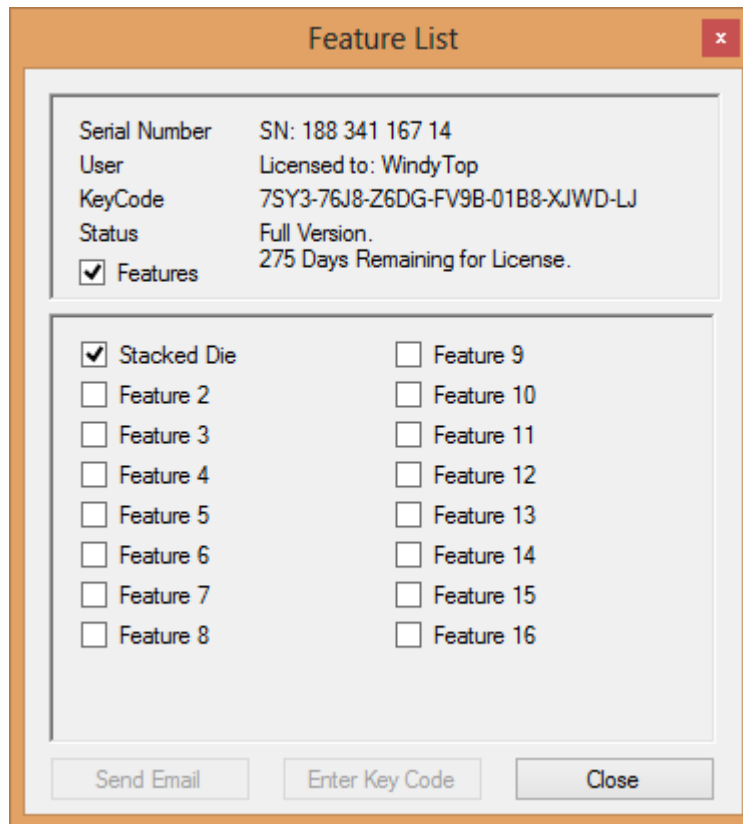 Feature List
x
Serial Number SN: 188 341 167 14
User Licensed to: WindyTop
KeyCode 7SY3-76J8-Z6DG-FV9B-01B8-XJWD-LJ
Status Full Version.
275 Days Remaining for License.
Features
Stacked Die Feature 9
Feature 2 Feature 10
Feature 3 Feature 11
Feature 4 Feature 12
Feature 5 Feature 13
Feature 6 Feature 14
Feature 7 Feature 15
Feature 8 Feature 16
Send Email Enter Key Code Close